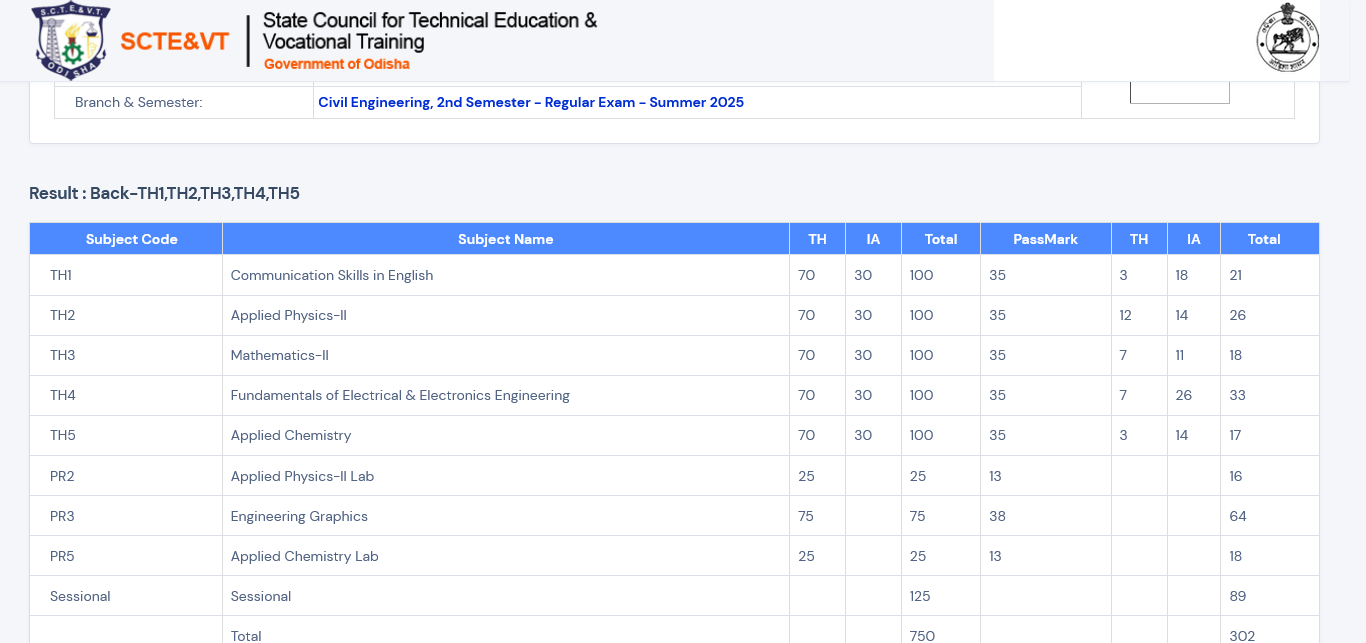 S.C.T.E.&V.T.
ODISHA
SCTE&VT
State Council for Technical Education &
Vocational Training
Government of Odisha
Branch & Semester: Civil Engineering, 2nd Semester - Regular Exam - Summer 2025
Result : Back-TH1,TH2,TH3,TH4,TH5
Subject Code Subject Name TH IA Total PassMark TH IA Total
TH1 Communication Skills in English 70 30 100 35 3 18 21
TH2 Applied Physics-II 70 30 100 35 12 14 26
TH3 Mathematics-II 70 30 100 35 7 11 18
TH4 Fundamentals of Electrical & Electronics Engineering 70 30 100 35 7 26 33
TH5 Applied Chemistry 70 30 100 35 3 14 17
PR2 Applied Physics-II Lab 25 25 13 16
PR3 Engineering Graphics 75 75 38 64
PR5 Applied Chemistry Lab 25 25 13 18
Sessional Sessional 125 89
Total 750 302